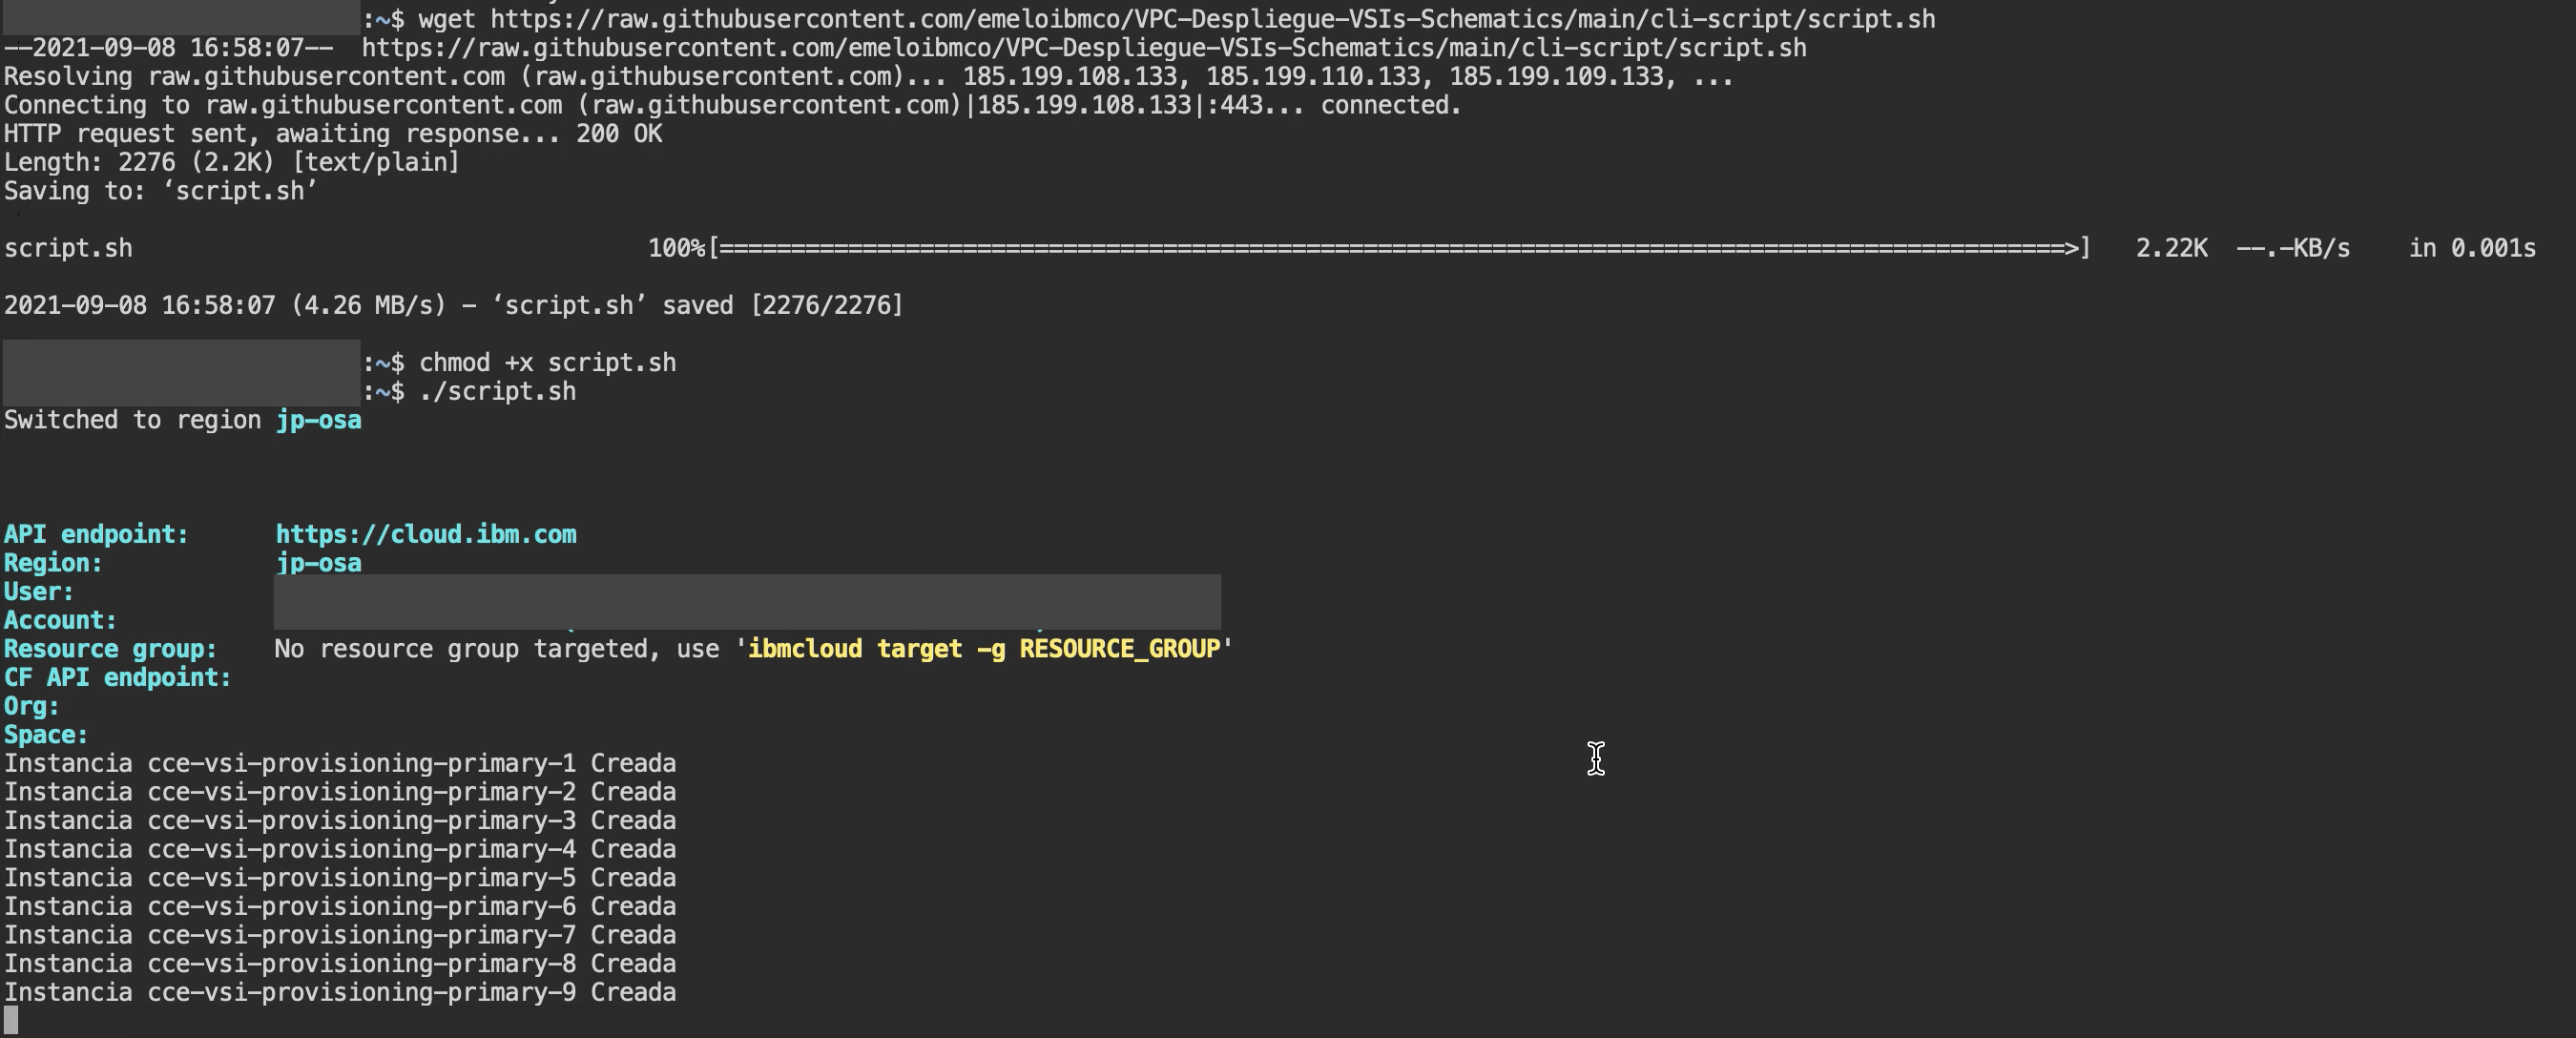 :~$ wget https://raw.githubusercontent.com/emeloibmco/VPC-Despliegue-VSIs-Schematics/main/cli-script/script.sh
--2021-09-08 16:58:07--  https://raw.githubusercontent.com/emeloibmco/VPC-Despliegue-VSIs-Schematics/main/cli-script/script.sh
Resolving raw.githubusercontent.com (raw.githubusercontent.com)... 185.199.108.133, 185.199.110.133, 185.199.109.133, ...
Connecting to raw.githubusercontent.com (raw.githubusercontent.com)|185.199.108.133|:443... connected.
HTTP request sent, awaiting response... 200 OK
Length: 2276 (2.2K) [text/plain]
Saving to: ‘script.sh’
script.sh 100%[==============================================================================================>] 2.22K --.-KB/s in 0.001s
2021-09-08 16:58:07 (4.26 MB/s) - ‘script.sh’ saved [2276/2276]
:~$ chmod +x script.sh
:~$ ./script.sh
Switched to region jp-osa
API endpoint: https://cloud.ibm.com
Region: jp-osa
User:
Account:
Resource group: No resource group targeted, use 'ibmcloud target -g RESOURCE_GROUP'
CF API endpoint:
Org:
Space:
Instancia cce-vsi-provisioning-primary-1 Creada
Instancia cce-vsi-provisioning-primary-2 Creada
Instancia cce-vsi-provisioning-primary-3 Creada
Instancia cce-vsi-provisioning-primary-4 Creada
Instancia cce-vsi-provisioning-primary-5 Creada
Instancia cce-vsi-provisioning-primary-6 Creada
Instancia cce-vsi-provisioning-primary-7 Creada
Instancia cce-vsi-provisioning-primary-8 Creada
Instancia cce-vsi-provisioning-primary-9 Creada